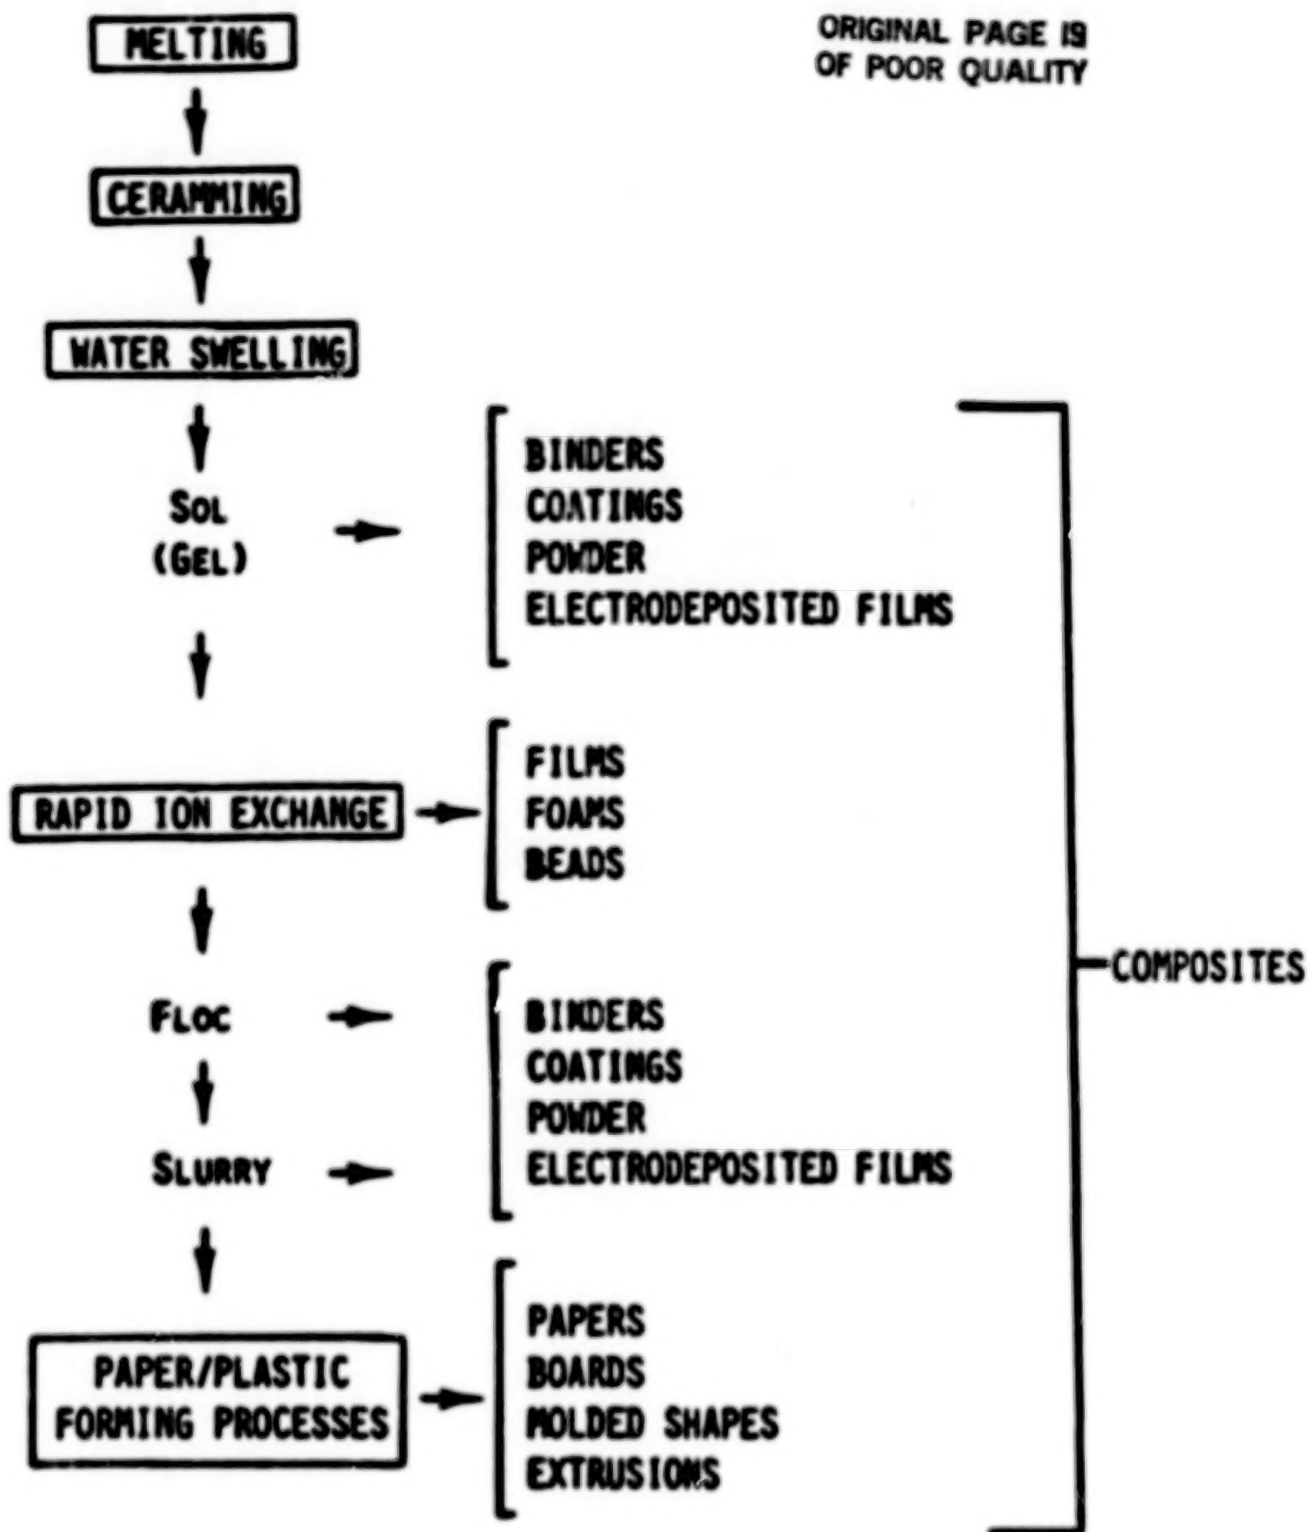 MELTING
ORIGINAL PAGE IS
OF POOR QUALITY
CERAMMING
WATER SWELLING
SOL
(GEL)
BINDERS
COATINGS
POWDER
ELECTRODEPOSITED FILMS
RAPID ION EXCHANGE
FILMS
FOAMS
BEADS
COMPOSITES
FLOC
SLURRY
BINDERS
COATINGS
POWDER
ELECTRODEPOSITED FILMS
PAPER/PLASTIC
FORMING PROCESSES
PAPERS
BOARDS
MOLDED SHAPES
EXTRUSIONS